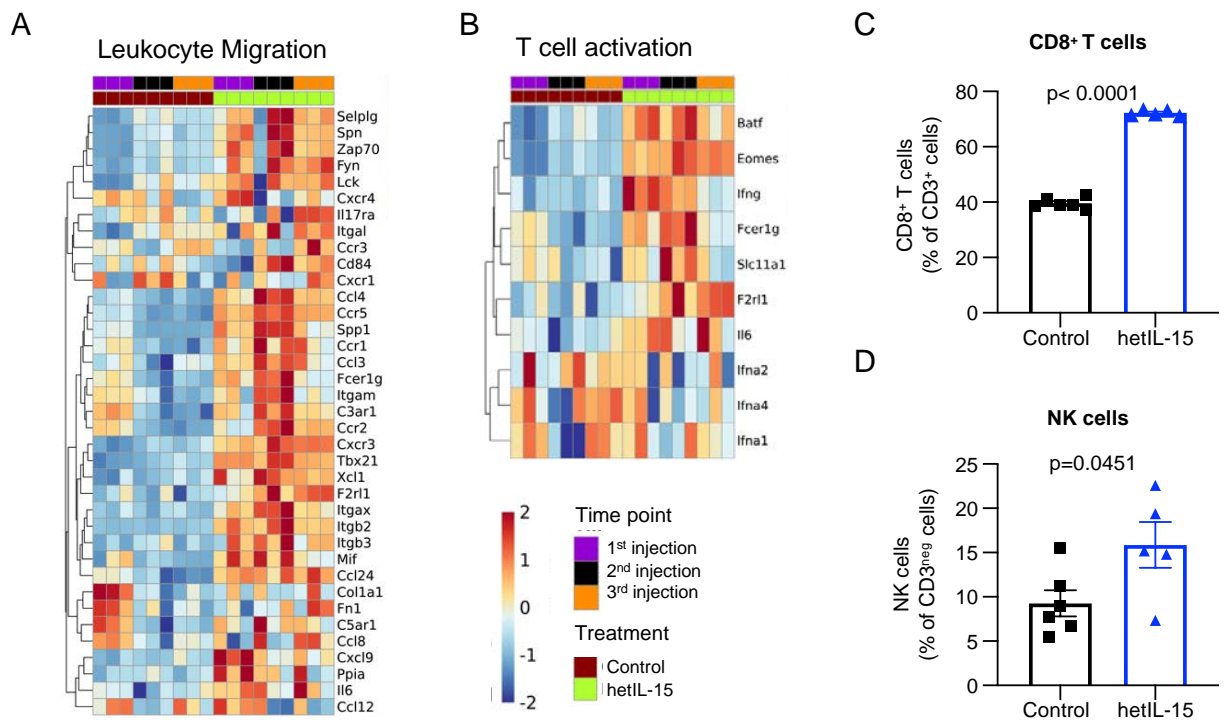 A
Leukocyte Migration
Selplg
Spn
Zap70
Fyn
Lck
Cxcr4
Il17ra
Itgal
Ccr3
Cd84
Cxcr1
Ccl4
Ccr5
Spp1
Ccr1
Ccl3
Fcer1g
Itgam
C3ar1
Ccr2
Cxcr3
Tbx21
Xcl1
F2rl1
Itgax
Itgb2
Itgb3
Mif
Ccl24
Col1a1
Fn1
C5ar1
Ccl8
Cxcl9
Ppia
Il6
Ccl12
B
T cell activation
Batf
Eomes
Ifng
Fcer1g
Slc11a1
F2rl1
Il6
Ifna2
Ifna4
Ifna1
2
1
0
-1
-2
Time point
1st injection
2nd injection
3rd injection
Treatment
Control
hetIL-15
C
CD8+ T cells
p< 0.0001
CD8+ T cells
(% of CD3+ cells)
80
60
40
20
0
Control
hetIL-15
D
NK cells
p=0.0451
NK cells
(% of CD3neg cells)
25
20
15
10
5
0
Control
hetIL-15